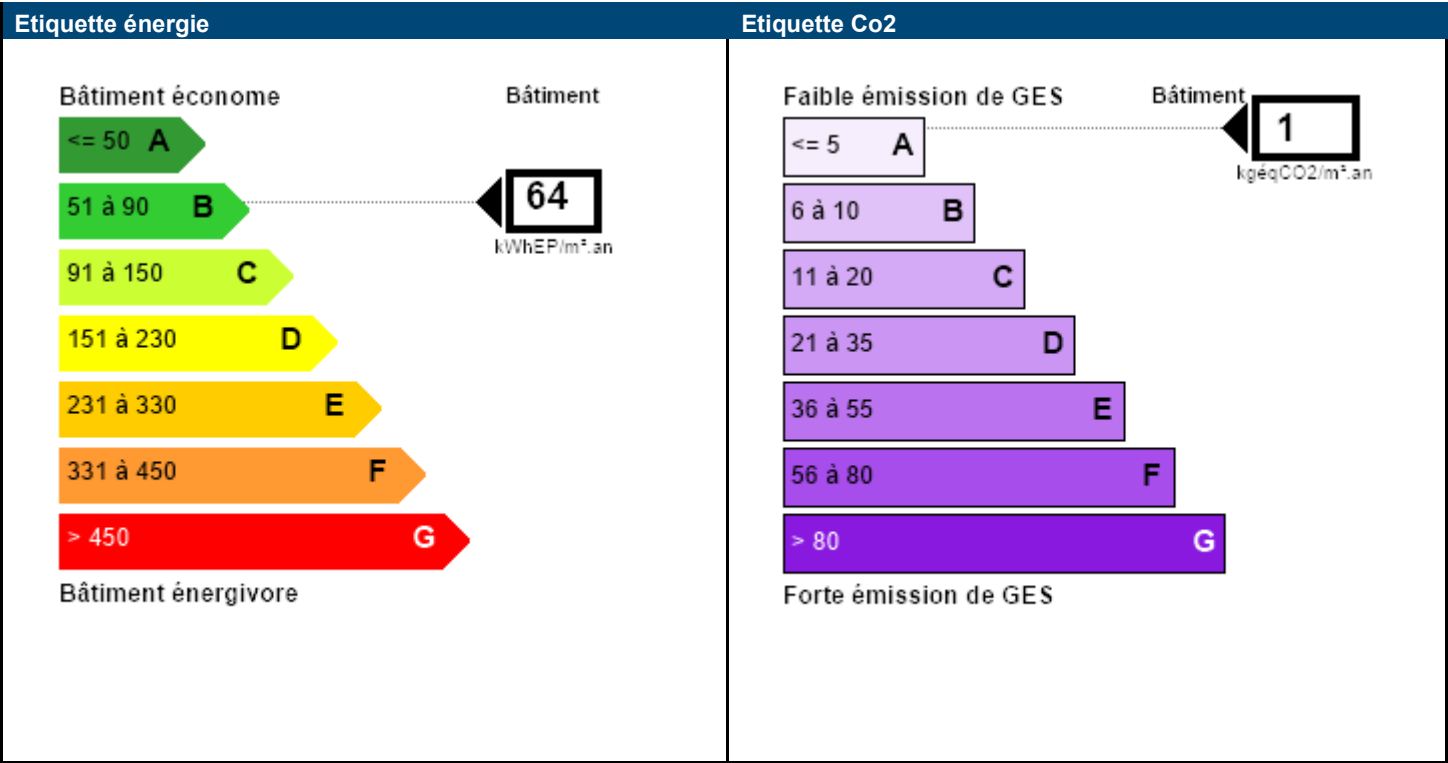 Etiquette énergie
Bâtiment économe
Bâtiment
<= 50 A
51 à 90 B
64
kWhEP/m².an
91 à 150 C
151 à 230 D
231 à 330 E
331 à 450 F
> 450 G
Bâtiment énergivore
Etiquette Co2
Faible émission de GES
Bâtiment
1
kgéqCO2/m².an
<= 5 A
6 à 10 B
11 à 20 C
21 à 35 D
36 à 55 E
56 à 80 F
> 80 G
Forte émission de GES